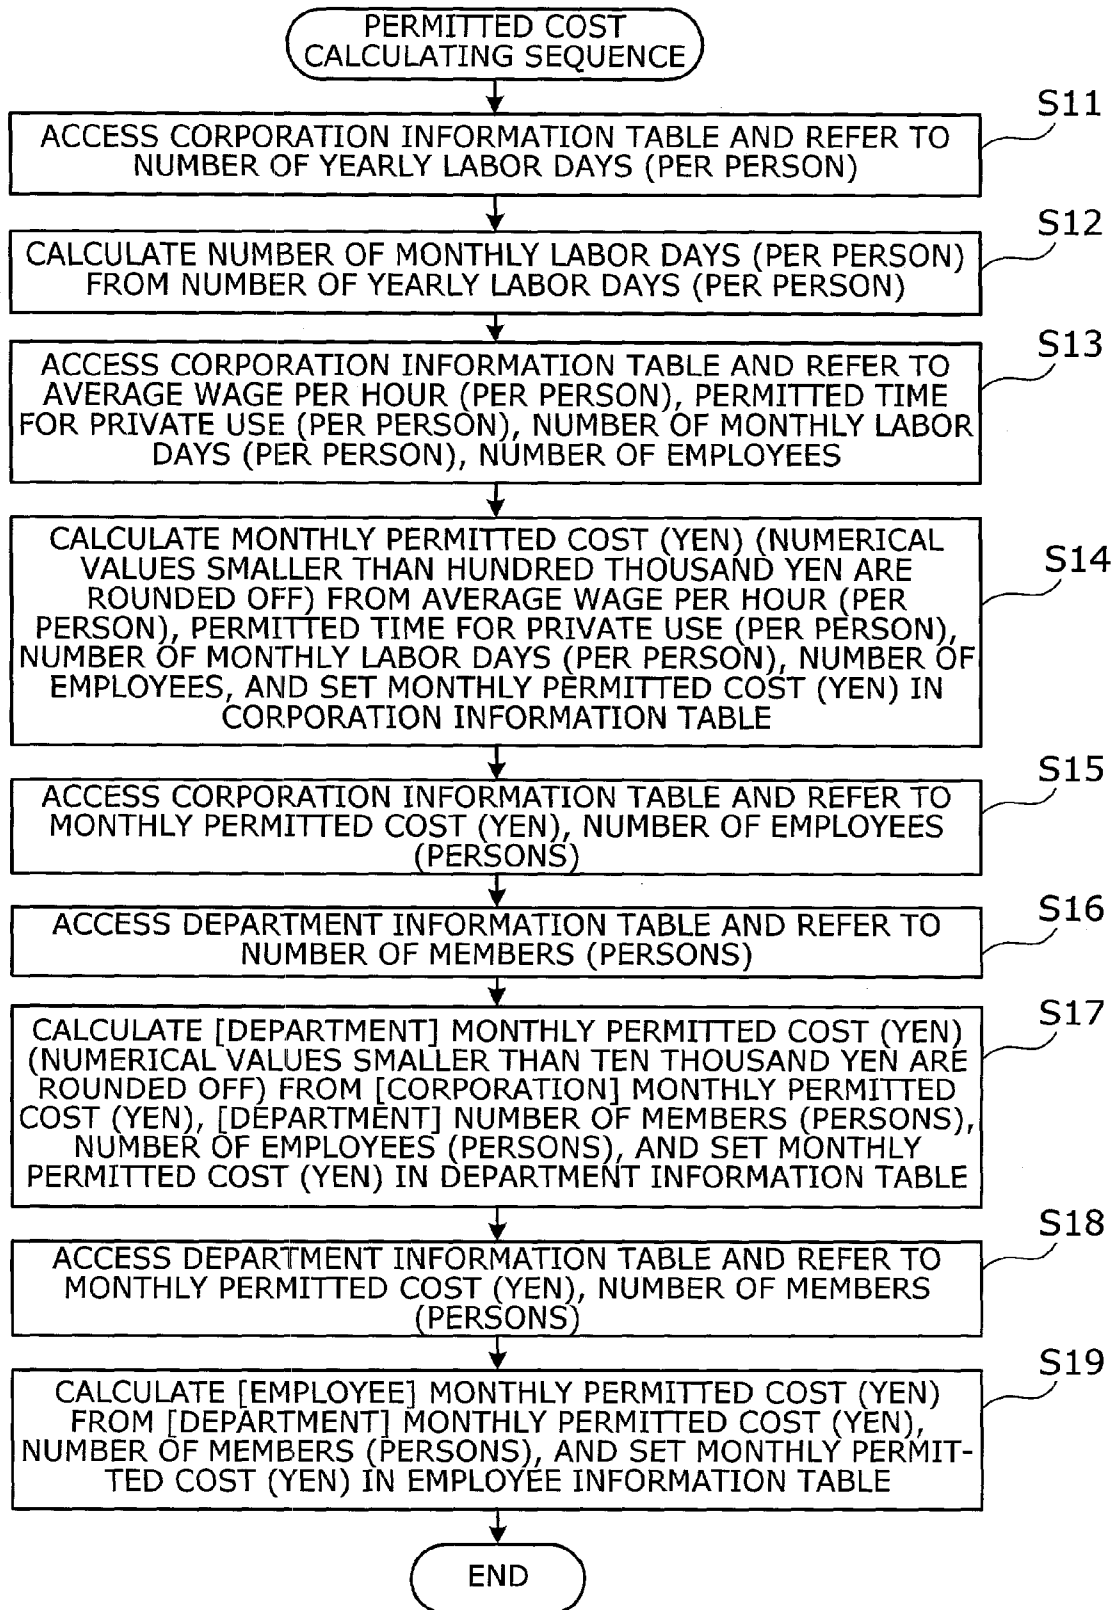 PERMITTED COST
CALCULATING SEQUENCE
S11
ACCESS CORPORATION INFORMATION TABLE AND REFER TO
NUMBER OF YEARLY LABOR DAYS (PER PERSON)
S12
CALCULATE NUMBER OF MONTHLY LABOR DAYS (PER PERSON)
FROM NUMBER OF YEARLY LABOR DAYS (PER PERSON)
S13
ACCESS CORPORATION INFORMATION TABLE AND REFER TO
AVERAGE WAGE PER HOUR (PER PERSON), PERMITTED TIME
FOR PRIVATE USE (PER PERSON), NUMBER OF MONTHLY LABOR
DAYS (PER PERSON), NUMBER OF EMPLOYEES
S14
CALCULATE MONTHLY PERMITTED COST (YEN) (NUMERICAL
VALUES SMALLER THAN HUNDRED THOUSAND YEN ARE
ROUNDED OFF) FROM AVERAGE WAGE PER HOUR (PER
PERSON), PERMITTED TIME FOR PRIVATE USE (PER PERSON),
NUMBER OF MONTHLY LABOR DAYS (PER PERSON), NUMBER OF
EMPLOYEES, AND SET MONTHLY PERMITTED COST (YEN) IN
CORPORATION INFORMATION TABLE
S15
ACCESS CORPORATION INFORMATION TABLE AND REFER TO
MONTHLY PERMITTED COST (YEN), NUMBER OF EMPLOYEES
(PERSONS)
S16
ACCESS DEPARTMENT INFORMATION TABLE AND REFER TO
NUMBER OF MEMBERS (PERSONS)
S17
CALCULATE [DEPARTMENT] MONTHLY PERMITTED COST (YEN)
(NUMERICAL VALUES SMALLER THAN TEN THOUSAND YEN ARE
ROUNDED OFF) FROM [CORPORATION] MONTHLY PERMITTED
COST (YEN), [DEPARTMENT] NUMBER OF MEMBERS (PERSONS),
NUMBER OF EMPLOYEES (PERSONS), AND SET MONTHLY
PERMITTED COST (YEN) IN DEPARTMENT INFORMATION TABLE
S18
ACCESS DEPARTMENT INFORMATION TABLE AND REFER TO
MONTHLY PERMITTED COST (YEN), NUMBER OF MEMBERS
(PERSONS)
S19
CALCULATE [EMPLOYEE] MONTHLY PERMITTED COST (YEN)
FROM [DEPARTMENT] MONTHLY PERMITTED COST (YEN),
NUMBER OF MEMBERS (PERSONS), AND SET MONTHLY PERMIT-
TED COST (YEN) IN EMPLOYEE INFORMATION TABLE
END